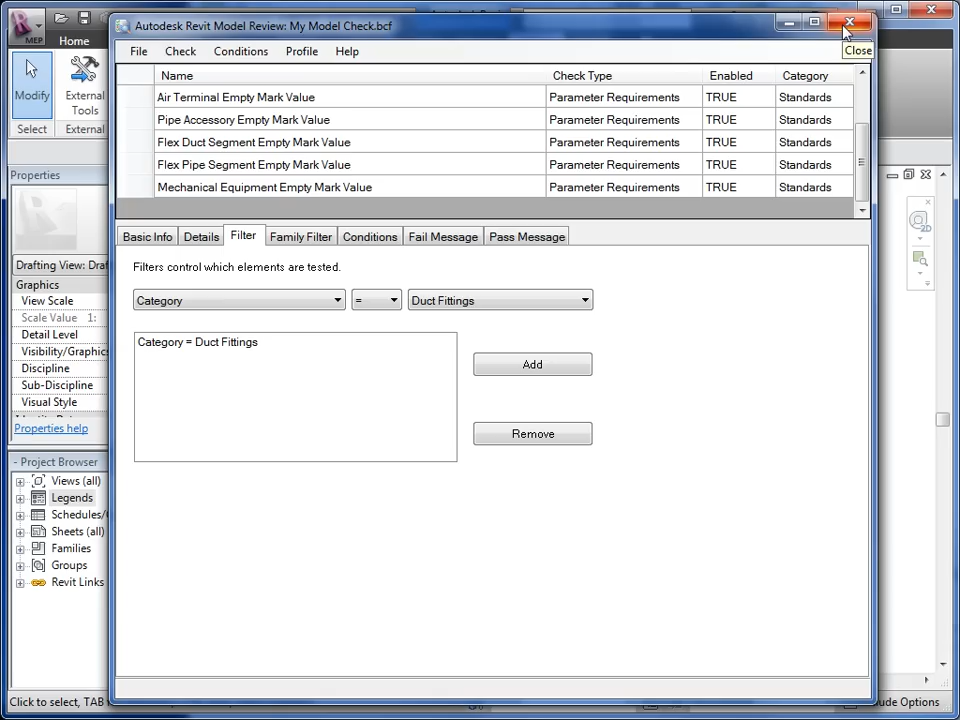 Autodesk Revit Model Review: My Model Check.bcf
MEP
Home
File Check Conditions Profile Help
Close
Modify
External
Tools
Select
External
Name Check Type Enabled Category
Air Terminal Empty Mark Value Parameter Requirements TRUE Standards
Pipe Accessory Empty Mark Value Parameter Requirements TRUE Standards
Flex Duct Segment Empty Mark Value Parameter Requirements TRUE Standards
Flex Pipe Segment Empty Mark Value Parameter Requirements TRUE Standards
Mechanical Equipment Empty Mark Value Parameter Requirements TRUE Standards
Basic Info Details Filter Family Filter Conditions Fail Message Pass Message
Filters control which elements are tested.
Category = Duct Fittings
Category = Duct Fittings
Add
Remove
Properties
2D
Drafting View: Draf
Graphics
View Scale
Scale Value 1:
Detail Level
Visibility/Graphics
Discipline
Sub-Discipline
Visual Style
Properties help
Project Browser
Views (all)
Legends
Schedules/
Sheets (all)
Families
Groups
Revit Links
Click to select, TAB
ude Options